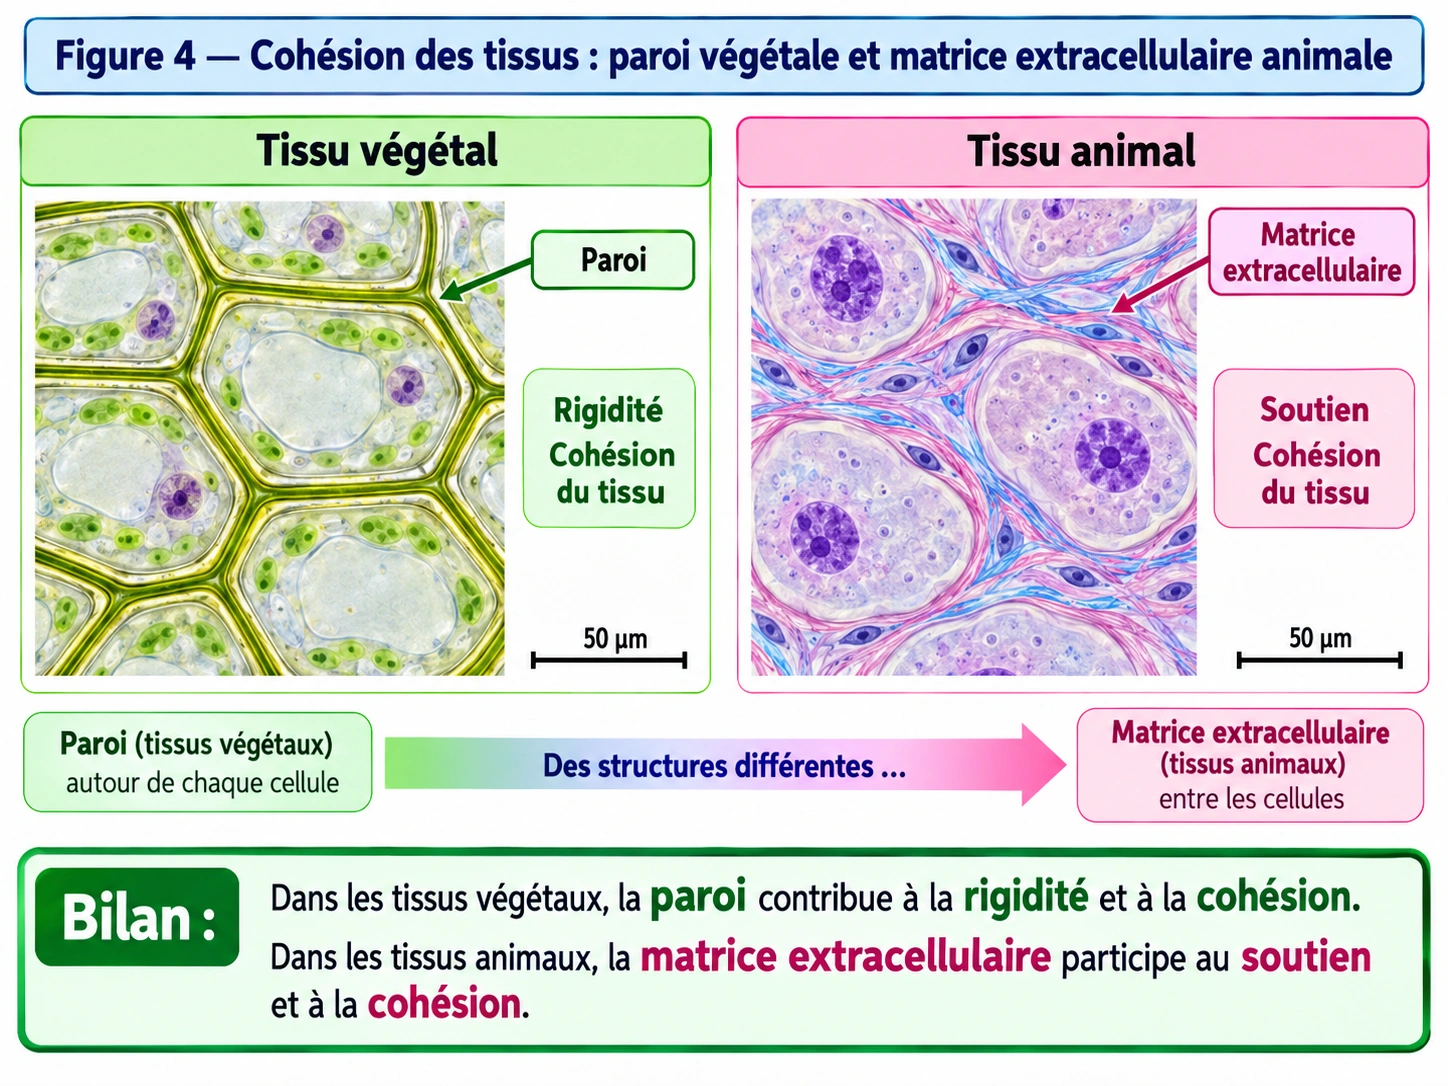 Figure 4 — Cohésion des tissus : paroi végétale et matrice extracellulaire animale
Tissu végétal
Paroi
Rigidité
Cohésion
du tissu
50 µm
Tissu animal
Matrice
extracellulaire
Soutien
Cohésion
du tissu
50 µm
Paroi (tissus végétaux)
autour de chaque cellule
Des structures différentes ...
Matrice extracellulaire
(tissus animaux)
entre les cellules
Bilan :
Dans les tissus végétaux, la paroi contribue à la rigidité et à la cohésion.
Dans les tissus animaux, la matrice extracellulaire participe au soutien
et à la cohésion.